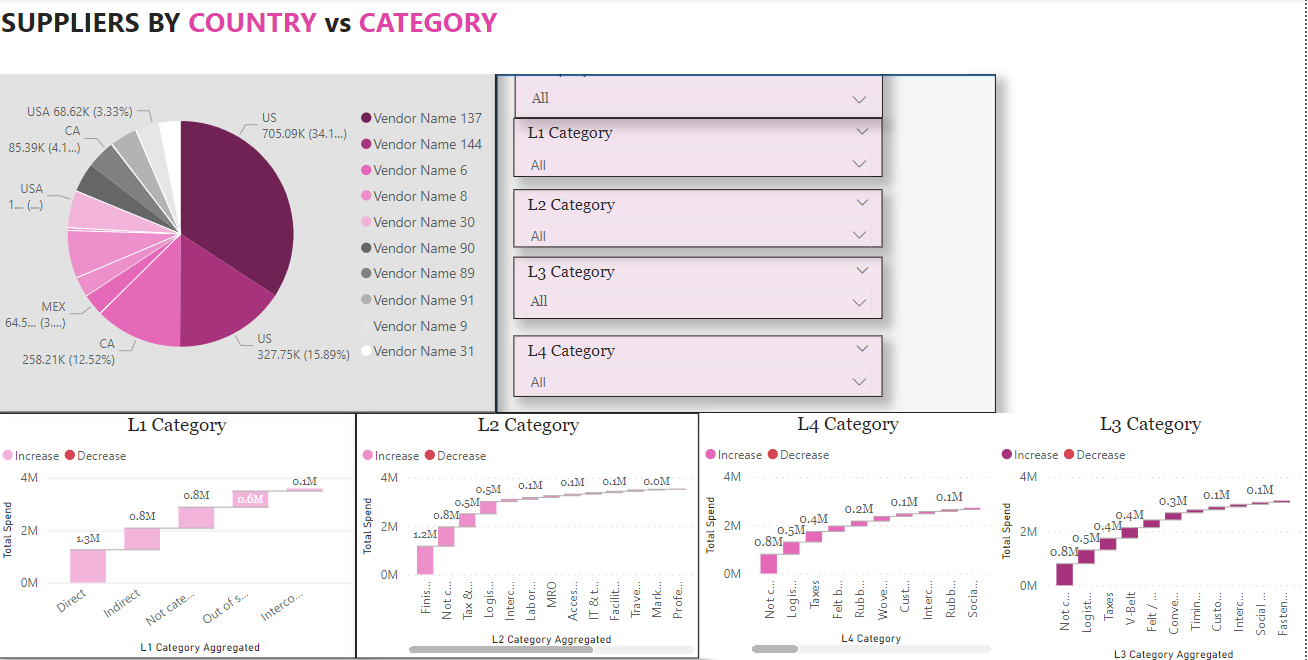 SUPPLIERS BY COUNTRY vs CATEGORY
USA 68.62K (3.33%)
CA
85.39K (4.1...)
USA
1... (...)
MEX
64.5... (3....)
CA
258.21K (12.52%)
US
705.09K (34.1...)
US
327.75K (15.89%)
Vendor Name 137
Vendor Name 144
Vendor Name 6
Vendor Name 8
Vendor Name 30
Vendor Name 90
Vendor Name 89
Vendor Name 91
Vendor Name 9
Vendor Name 31
All
L1 Category
All
L2 Category
All
L3 Category
All
L4 Category
All
L1 Category
Increase Decrease
Total Spend
4M
2M
0M
1.3M
0.8M
0.8M
0.6M
0.1M
Direct
Indirect
Not cate...
Out of s...
Interco...
L1 Category Aggregated
L2 Category
Increase Decrease
Total Spend
4M
2M
0M
1.2M
0.8M
0.5M
0.5M
0.1M
0.1M
0.1M
0.0M
Finis...
Not c...
Tax &...
Logis...
Interc...
Labor...
MRO
Acces...
IT & t...
Facilit...
Trave...
Mark...
Profe...
L2 Category Aggregated
L4 Category
Increase Decrease
Total Spend
4M
2M
0M
0.8M
0.5M
0.4M
0.2M
0.1M
0.1M
Not c...
Logis...
Taxes
Felt b...
Rubb...
Wove...
Cust...
Interc...
Rubb...
Socia...
L4 Category
L3 Category
Increase Decrease
Total Spend
4M
2M
0M
0.8M
0.5M
0.4M
0.4M
0.3M
0.1M
0.1M
Not c...
Logist...
Taxes
V-Belt
Felt / ...
Conve...
Timin...
Custo...
Interc...
Social ...
Fasten...
L3 Category Aggregated